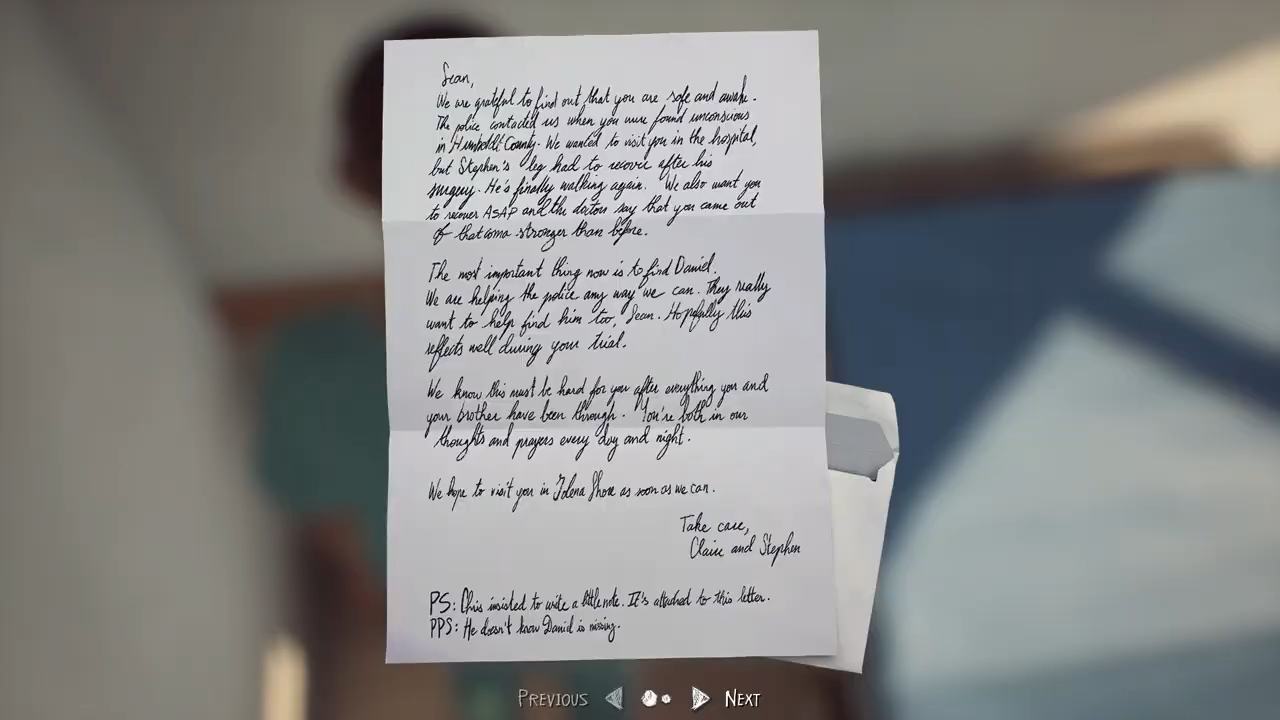 Sean,
We are grateful to find out that you are safe and awake.
The police contacted us when you were found unconscious
in Humboldt County. We wanted to visit you in the hospital,
but Stephen's leg had to recover after his
surgery. He's finally walking again. We also want you
to recover ASAP and the doctors say that you came out
of that coma stronger than before.
The most important thing now is to find Daniel.
We are helping the police any way we can. They really
want to help find him too, Sean. Hopefully this
reflects well during your trial.
We know this must be hard for you after everything you and
your brother have been through. You're both in our
thoughts and prayers every day and night.
We hope to visit you in Tolena Shore as soon as we can.
Take care,
Claire and Stephen
PS: Chris insisted to write a little note. It's attached to this letter.
PPS: He doesn't know Daniel is missing.
PREVIOUS NEXT